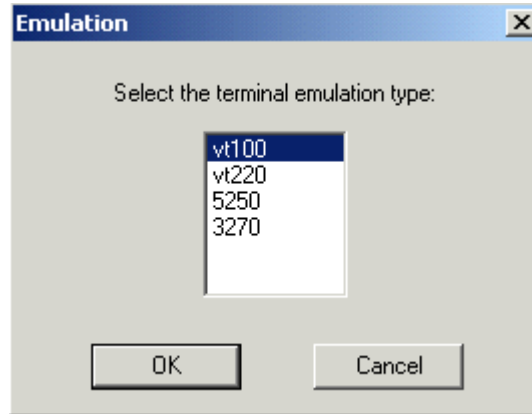 Emulation
Select the terminal emulation type:
vt100
vt220
5250
3270
OK
Cancel